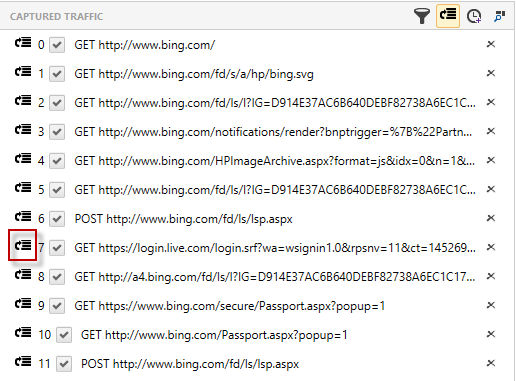 CAPTURED TRAFFIC
0 GET http://www.bing.com/
1 GET http://www.bing.com/fd/s/a/hp/bing.svg
2 GET http://www.bing.com/fd/ls/l?IG=D914E37AC6B640DEBF82738A6EC1C...
3 GET http://www.bing.com/notifications/render?bnptrigger=%7B%22Partn...
4 GET http://www.bing.com/HPImageArchive.aspx?format=js&idx=0&n=1&...
5 GET http://www.bing.com/fd/ls/l?IG=D914E37AC6B640DEBF82738A6EC1C...
6 POST http://www.bing.com/fd/ls/lsp.aspx
7 GET https://login.live.com/login.srf?wa=wsignin1.0&rpsnv=11&ct=145269...
8 GET http://a4.bing.com/fd/ls/l?IG=D914E37AC6B640DEBF82738A6EC1C17...
9 GET https://www.bing.com/secure/Passport.aspx?popup=1
10 GET http://www.bing.com/Passport.aspx?popup=1
11 POST http://www.bing.com/fd/ls/lsp.aspx